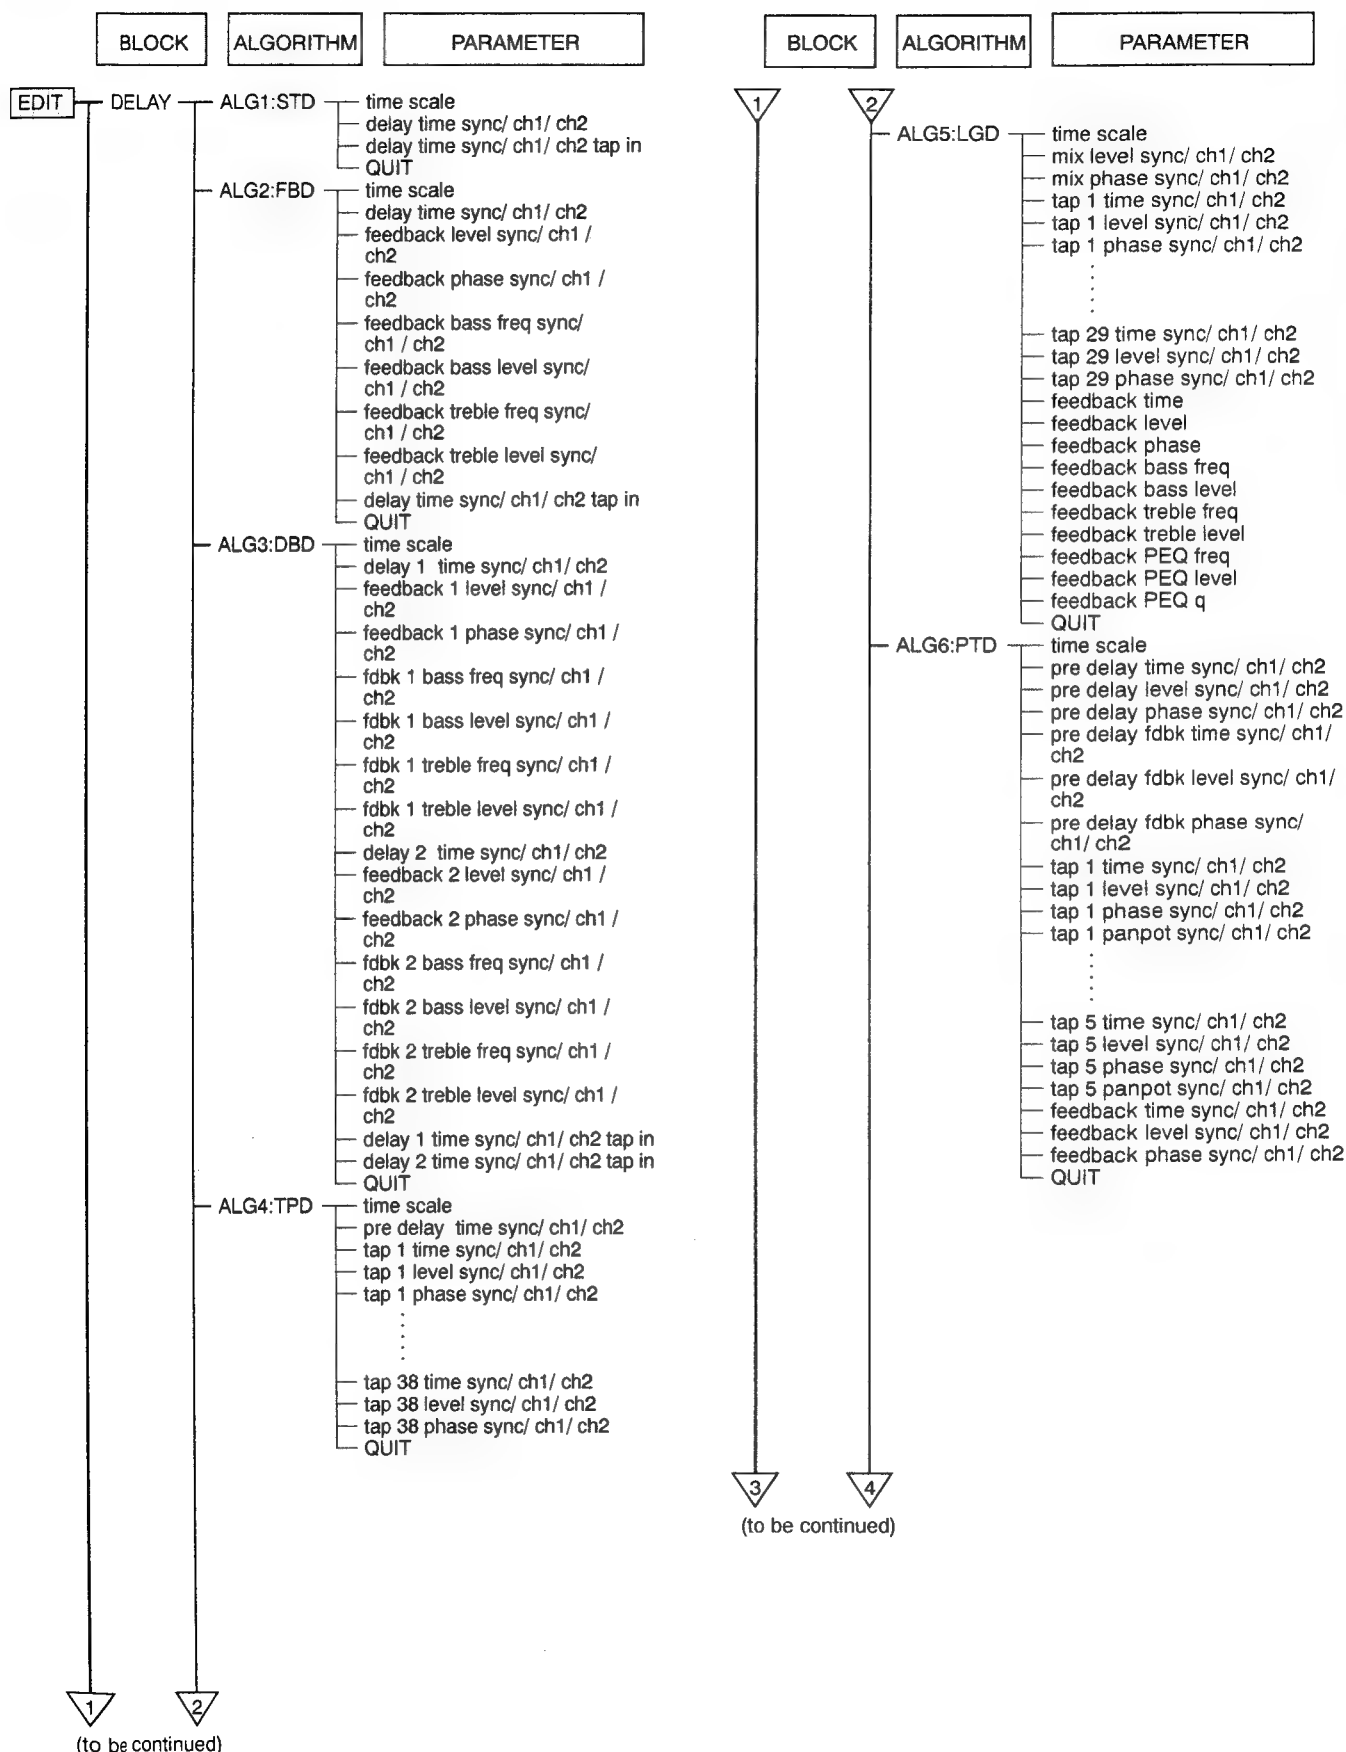 BLOCK ALGORITHM PARAMETER
EDIT DELAY ALG1:STD time scale
delay time sync/ ch1/ ch2
delay time sync/ ch1/ ch2 tap in
QUIT
ALG2:FBD time scale
delay time sync/ ch1/ ch2
feedback level sync/ ch1 /
ch2
feedback phase sync/ ch1 /
ch2
feedback bass freq sync/
ch1 / ch2
feedback bass level sync/
ch1 / ch2
feedback treble freq sync/
ch1 / ch2
feedback treble level sync/
ch1 / ch2
delay time sync/ ch1/ ch2 tap in
QUIT
ALG3:DBD time scale
delay 1 time sync/ ch1/ ch2
feedback 1 level sync/ ch1 /
ch2
feedback 1 phase sync/ ch1 /
ch2
fdbk 1 bass freq sync/ ch1 /
ch2
fdbk 1 bass level sync/ ch1 /
ch2
fdbk 1 treble freq sync/ ch1 /
ch2
fdbk 1 treble level sync/ ch1 /
ch2
delay 2 time sync/ ch1/ ch2
feedback 2 level sync/ ch1 /
ch2
feedback 2 phase sync/ ch1 /
ch2
fdbk 2 bass freq sync/ ch1 /
ch2
fdbk 2 bass level sync/ ch1 /
ch2
fdbk 2 treble freq sync/ ch1 /
ch2
fdbk 2 treble level sync/ ch1 /
ch2
delay 1 time sync/ ch1/ ch2 tap in
delay 2 time sync/ ch1/ ch2 tap in
QUIT
ALG4:TPD time scale
pre delay time sync/ ch1/ ch2
tap 1 time sync/ ch1/ ch2
tap 1 level sync/ ch1/ ch2
tap 1 phase sync/ ch1/ ch2
tap 38 time sync/ ch1/ ch2
tap 38 level sync/ ch1/ ch2
tap 38 phase sync/ ch1/ ch2
QUIT
1 2
(to be continued)
BLOCK ALGORITHM PARAMETER
1 2
ALG5:LGD time scale
mix level sync/ ch1/ ch2
mix phase sync/ ch1/ ch2
tap 1 time sync/ ch1/ ch2
tap 1 level sync/ ch1/ ch2
tap 1 phase sync/ ch1/ ch2
tap 29 time sync/ ch1/ ch2
tap 29 level sync/ ch1/ ch2
tap 29 phase sync/ ch1/ ch2
feedback time
feedback level
feedback phase
feedback bass freq
feedback bass level
feedback treble freq
feedback treble level
feedback PEQ freq
feedback PEQ level
feedback PEQ q
QUIT
ALG6:PTD time scale
pre delay time sync/ ch1/ ch2
pre delay level sync/ ch1/ ch2
pre delay phase sync/ ch1/ ch2
pre delay fdbk time sync/ ch1/
ch2
pre delay fdbk level sync/ ch1/
ch2
pre delay fdbk phase sync/
ch1/ ch2
tap 1 time sync/ ch1/ ch2
tap 1 level sync/ ch1/ ch2
tap 1 phase sync/ ch1/ ch2
tap 1 panpot sync/ ch1/ ch2
tap 5 time sync/ ch1/ ch2
tap 5 level sync/ ch1/ ch2
tap 5 phase sync/ ch1/ ch2
tap 5 panpot sync/ ch1/ ch2
feedback time sync/ ch1/ ch2
feedback level sync/ ch1/ ch2
feedback phase sync/ ch1/ ch2
QUIT
3 4
(to be continued)